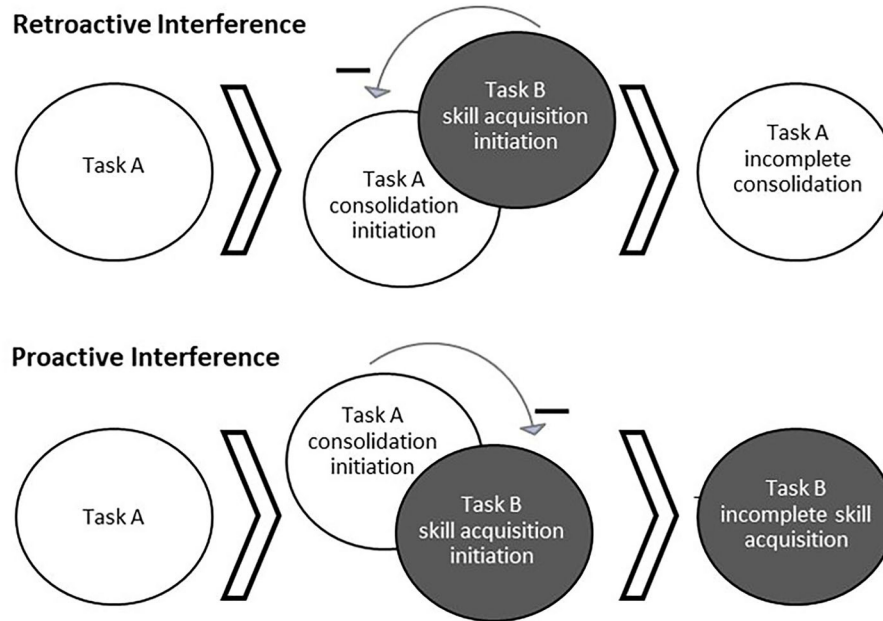 Retroactive Interference
Task A
Task A
consolidation
initiation
Task B
skill acquisition
initiation
Task A
incomplete
consolidation
Proactive Interference
Task A
Task A
consolidation
initiation
Task B
skill acquisition
initiation
Task B
incomplete skill
acquisition